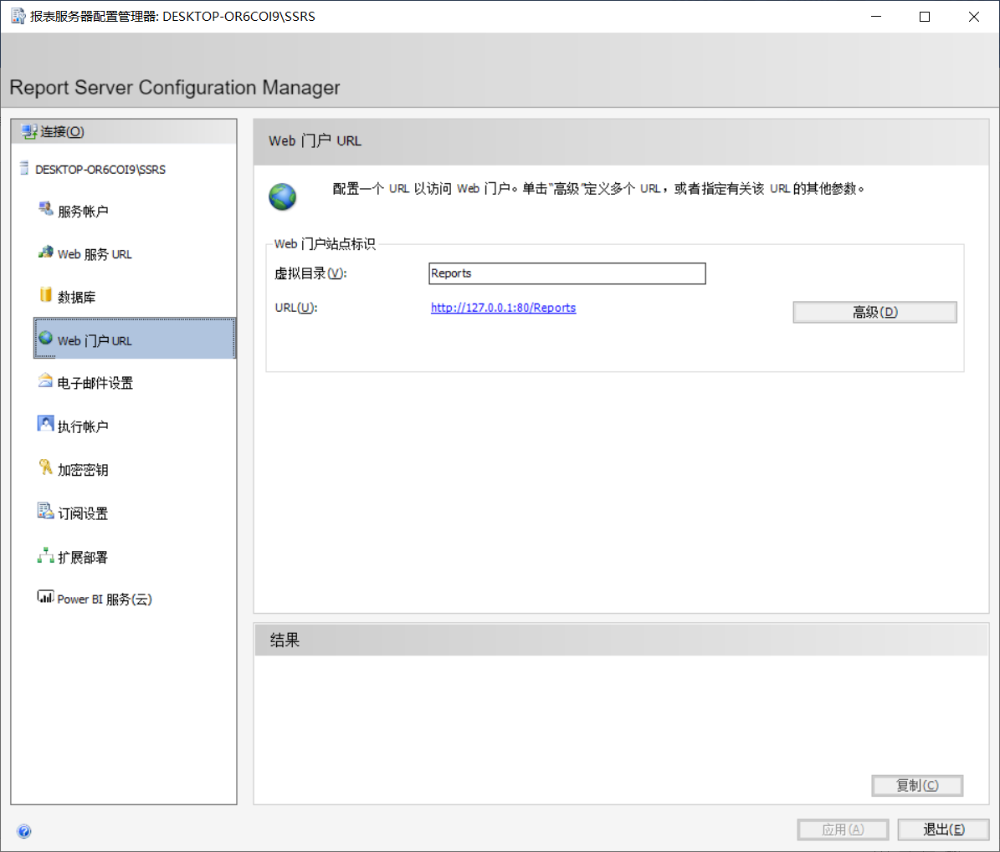 报表服务器配置管理器: DESKTOP-OR6COI9\SSRS
Report Server Configuration Manager
连接(O)
DESKTOP-OR6COI9\SSRS
服务帐户
Web 服务 URL
数据库
Web 门户 URL
电子邮件设置
执行帐户
加密密钥
订阅设置
扩展部署
Power BI 服务(云)
Web 门户 URL
配置一个 URL 以访问 Web 门户。单击“高级”定义多个 URL，或者指定有关该 URL 的其他参数。
Web 门户站点标识
虚拟目录(V):
Reports
URL(U):
http://127.0.0.1:80/Reports
高级(D)
结果
复制(C)
应用(A)
退出(E)